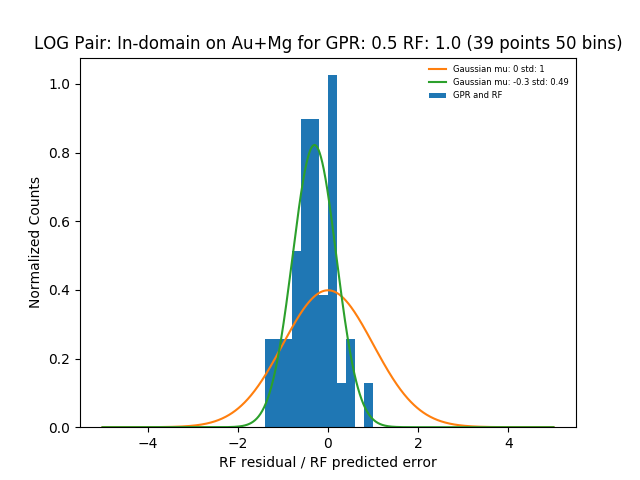 LOG Pair: In-domain on Au+Mg for GPR: 0.5 RF: 1.0 (39 points 50 bins)
Gaussian mu: 0 std: 1
Gaussian mu: -0.3 std: 0.49
GPR and RF
Normalized Counts
1.0
0.8
0.6
0.4
0.2
0.0
−4 −2 0 2 4
RF residual / RF predicted error